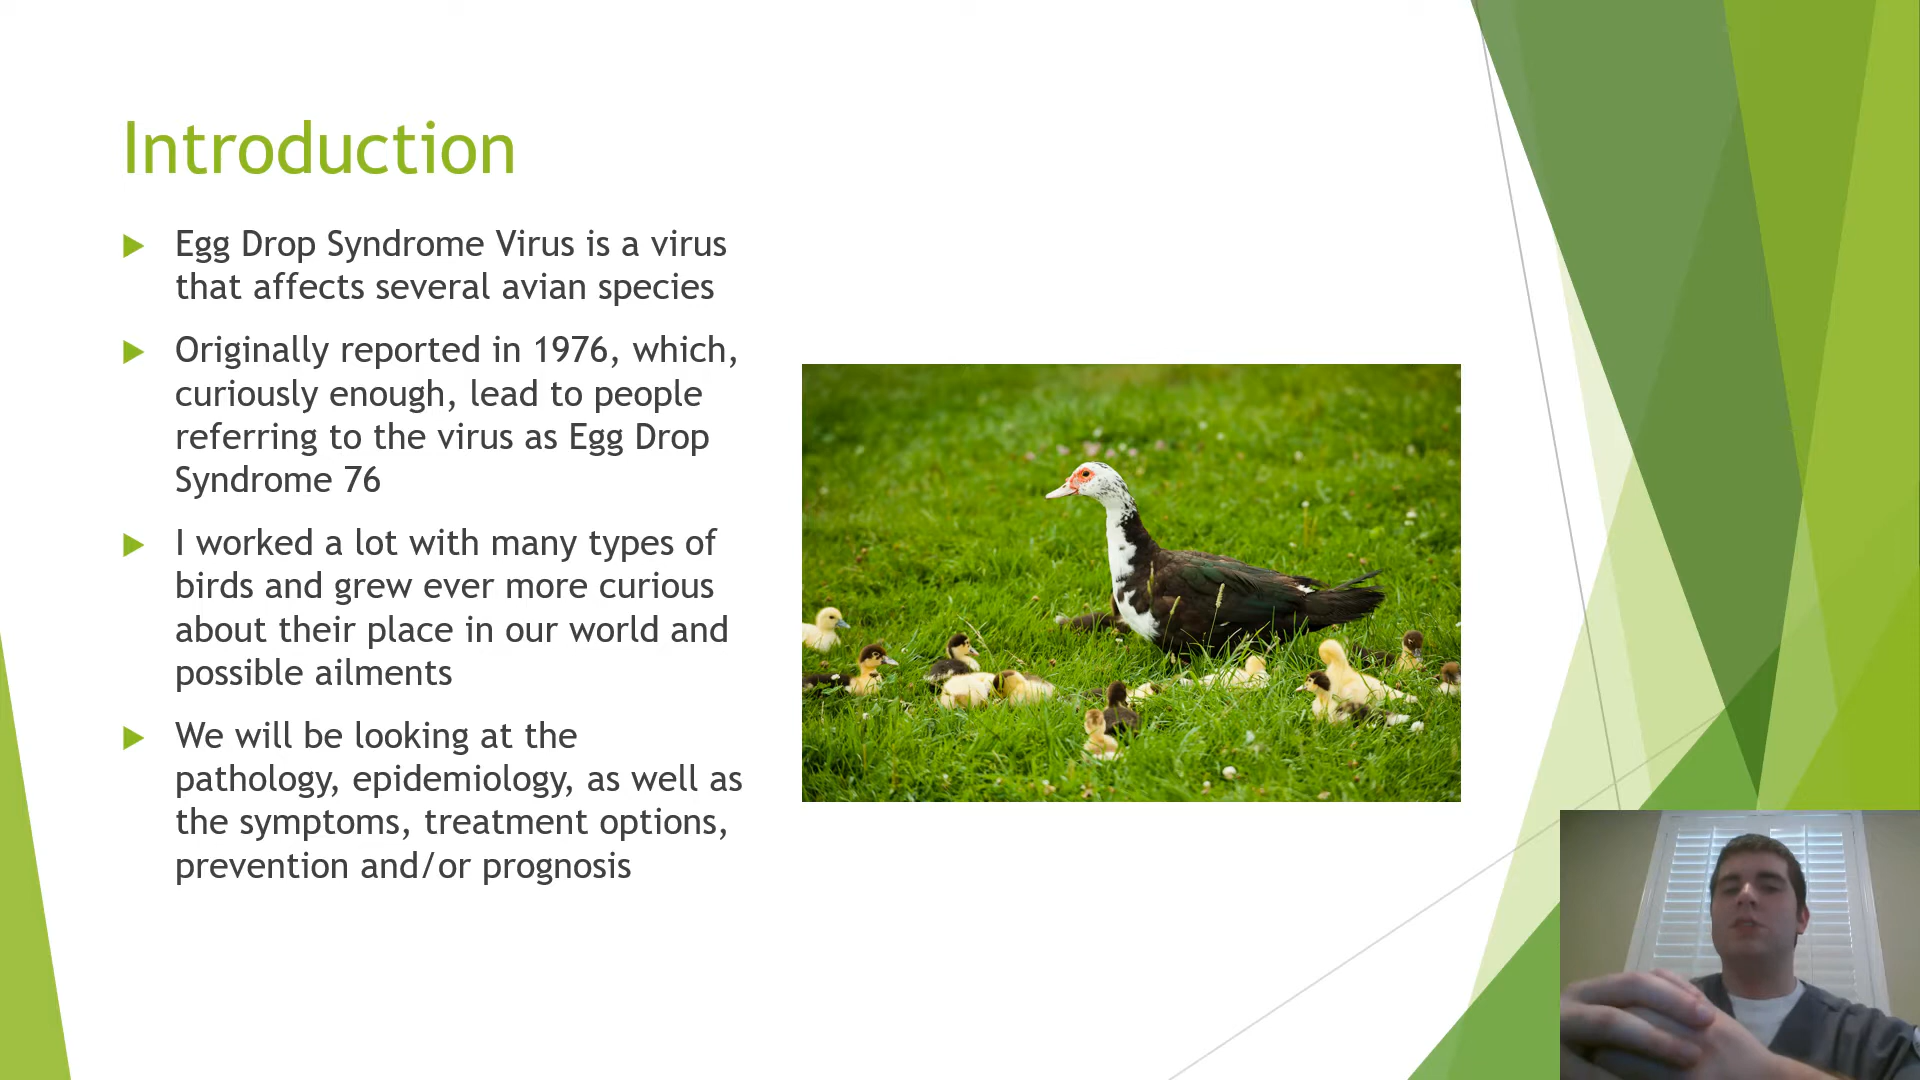 Introduction
Egg Drop Syndrome Virus is a virus
that affects several avian species
Originally reported in 1976, which,
curiously enough, lead to people
referring to the virus as Egg Drop
Syndrome 76
I worked a lot with many types of
birds and grew ever more curious
about their place in our world and
possible ailments
We will be looking at the
pathology, epidemiology, as well as
the symptoms, treatment options,
prevention and/or prognosis